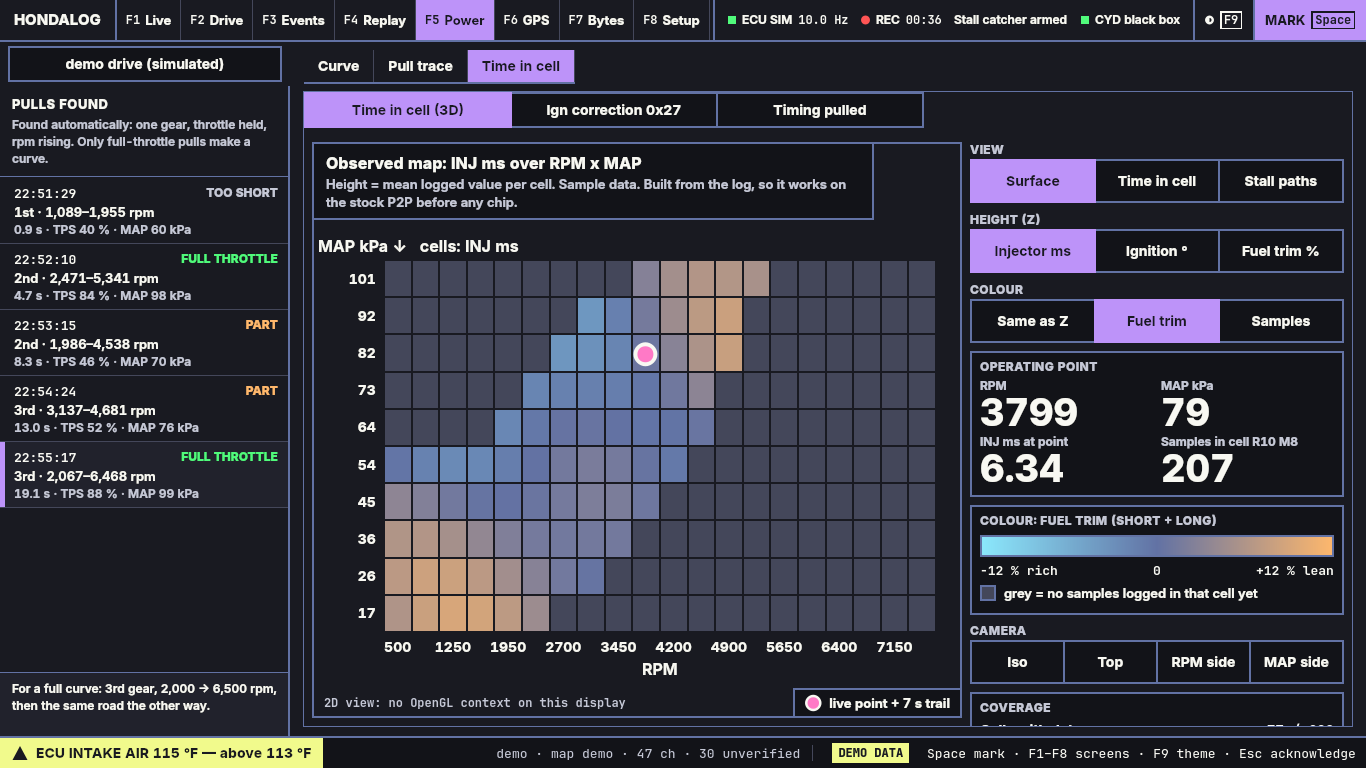 HONDALOG
F1 Live
F2 Drive
F3 Events
F4 Replay
F5 Power
F6 GPS
F7 Bytes
F8 Setup
ECU SIM 10.0 Hz
REC 00:36
Stall catcher armed
CYD black box
F9
MARK Space
demo drive (simulated)
PULLS FOUND
Found automatically: one gear, throttle held,
rpm rising. Only full-throttle pulls make a
curve.
22:51:29 TOO SHORT
1st · 1,089–1,955 rpm
0.9 s · TPS 40 % · MAP 60 kPa
22:52:10 FULL THROTTLE
2nd · 2,471–5,341 rpm
4.7 s · TPS 84 % · MAP 98 kPa
22:53:15 PART
2nd · 1,986–4,538 rpm
8.3 s · TPS 46 % · MAP 70 kPa
22:54:24 PART
3rd · 3,137–4,681 rpm
13.0 s · TPS 52 % · MAP 76 kPa
22:55:17 FULL THROTTLE
3rd · 2,067–6,468 rpm
19.1 s · TPS 88 % · MAP 99 kPa
For a full curve: 3rd gear, 2,000 → 6,500 rpm,
then the same road the other way.
Curve
Pull trace
Time in cell
Time in cell (3D)
Ign correction 0x27
Timing pulled
Observed map: INJ ms over RPM x MAP
Height = mean logged value per cell. Sample data. Built from the log, so it works on
the stock P2P before any chip.
MAP kPa ↓ cells: INJ ms
101
92
82
73
64
54
45
36
26
17
500 1250 1950 2700 3450 4200 4900 5650 6400 7150
RPM
2D view: no OpenGL context on this display
live point + 7 s trail
VIEW
Surface
Time in cell
Stall paths
HEIGHT (Z)
Injector ms
Ignition °
Fuel trim %
COLOUR
Same as Z
Fuel trim
Samples
OPERATING POINT
RPM MAP kPa
3799 79
INJ ms at point Samples in cell R10 M8
6.34 207
COLOUR: FUEL TRIM (SHORT + LONG)
-12 % rich 0 +12 % lean
grey = no samples logged in that cell yet
CAMERA
Iso
Top
RPM side
MAP side
COVERAGE
ECU INTAKE AIR 115 °F — above 113 °F
demo · map demo · 47 ch · 30 unverified
DEMO DATA
Space mark · F1–F8 screens · F9 theme · Esc acknowledge